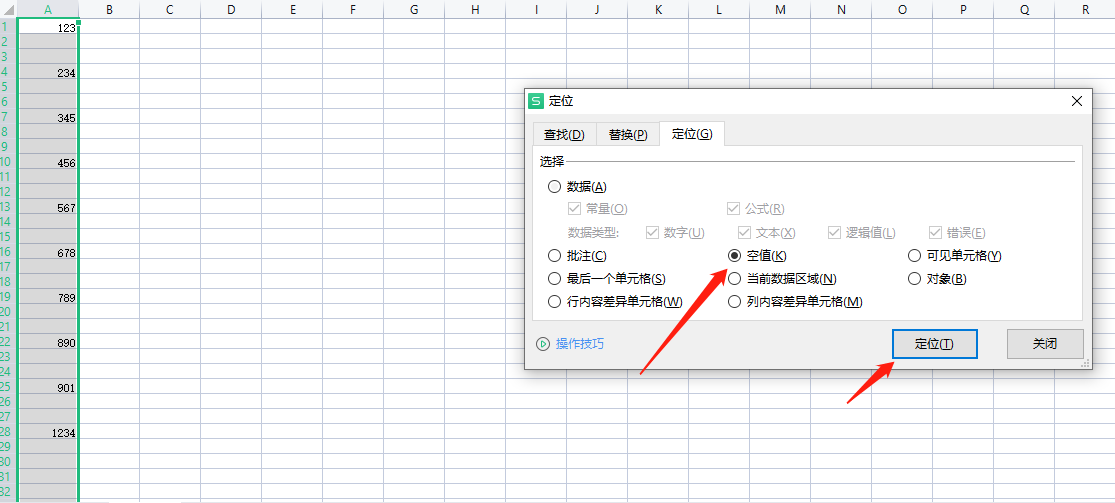 A B C D E F G H I J K L M N O P Q R
1 123
2
3
4 234
5
6
7 345
8
9
10 456
11
12
13 567
14
15
16 678
17
18
19 789
20
21
22 890
23
24
25 901
26
27
28 1234
29
30
31
32
S 定位
查找(D) 替换(P) 定位(G)
选择
数据(A)
常量(O) 公式(R)
数据类型: 数字(U) 文本(X) 逻辑值(L) 错误(E)
批注(C) 空值(K) 可见单元格(Y)
最后一个单元格(S) 当前数据区域(N) 对象(B)
行内容差异单元格(W) 列内容差异单元格(M)
操作技巧 定位(T) 关闭